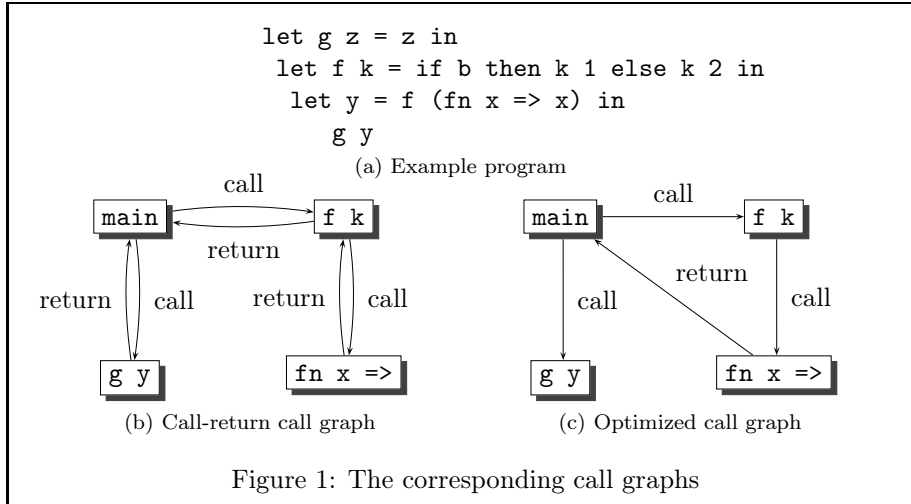 let g z = z in
let f k = if b then k 1 else k 2 in
let y = f (fn x => x) in
g y
(a) Example program
call
main
f k
return
return
call
return
call
g y
fn x =>
(b) Call-return call graph
call
main
f k
return
call
call
g y
fn x =>
(c) Optimized call graph
Figure 1: The corresponding call graphs